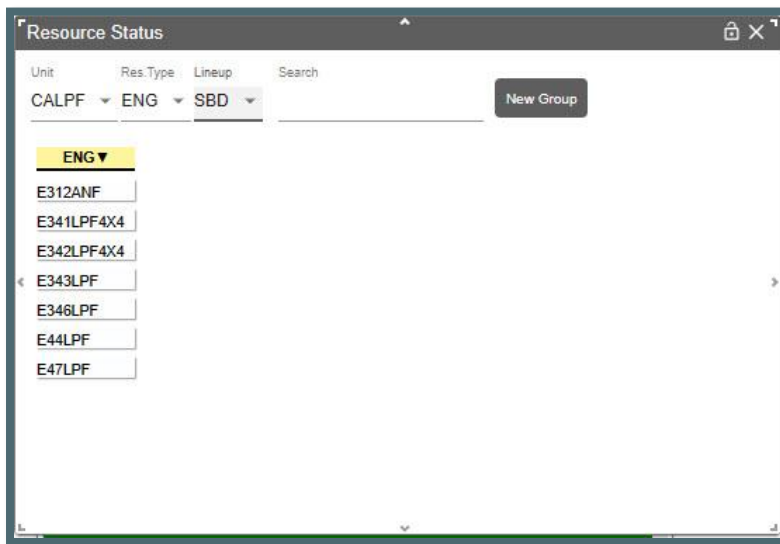 Resource Status
Unit Res.Type Lineup Search
CALPF ENG SBD New Group
ENG▼
E312ANF
E341LPF4X4
E342LPF4X4
E343LPF
E346LPF
E44LPF
E47LPF